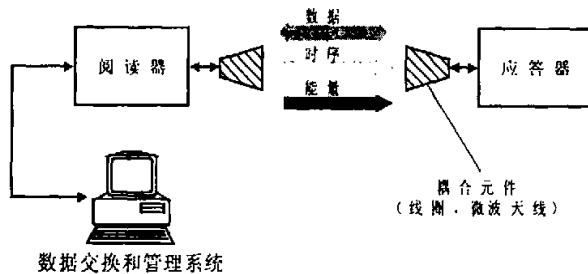 数据
阅读器
时序
应答器
能量
耦合元件
(线圈．微波天线)
数据交换和管理系统